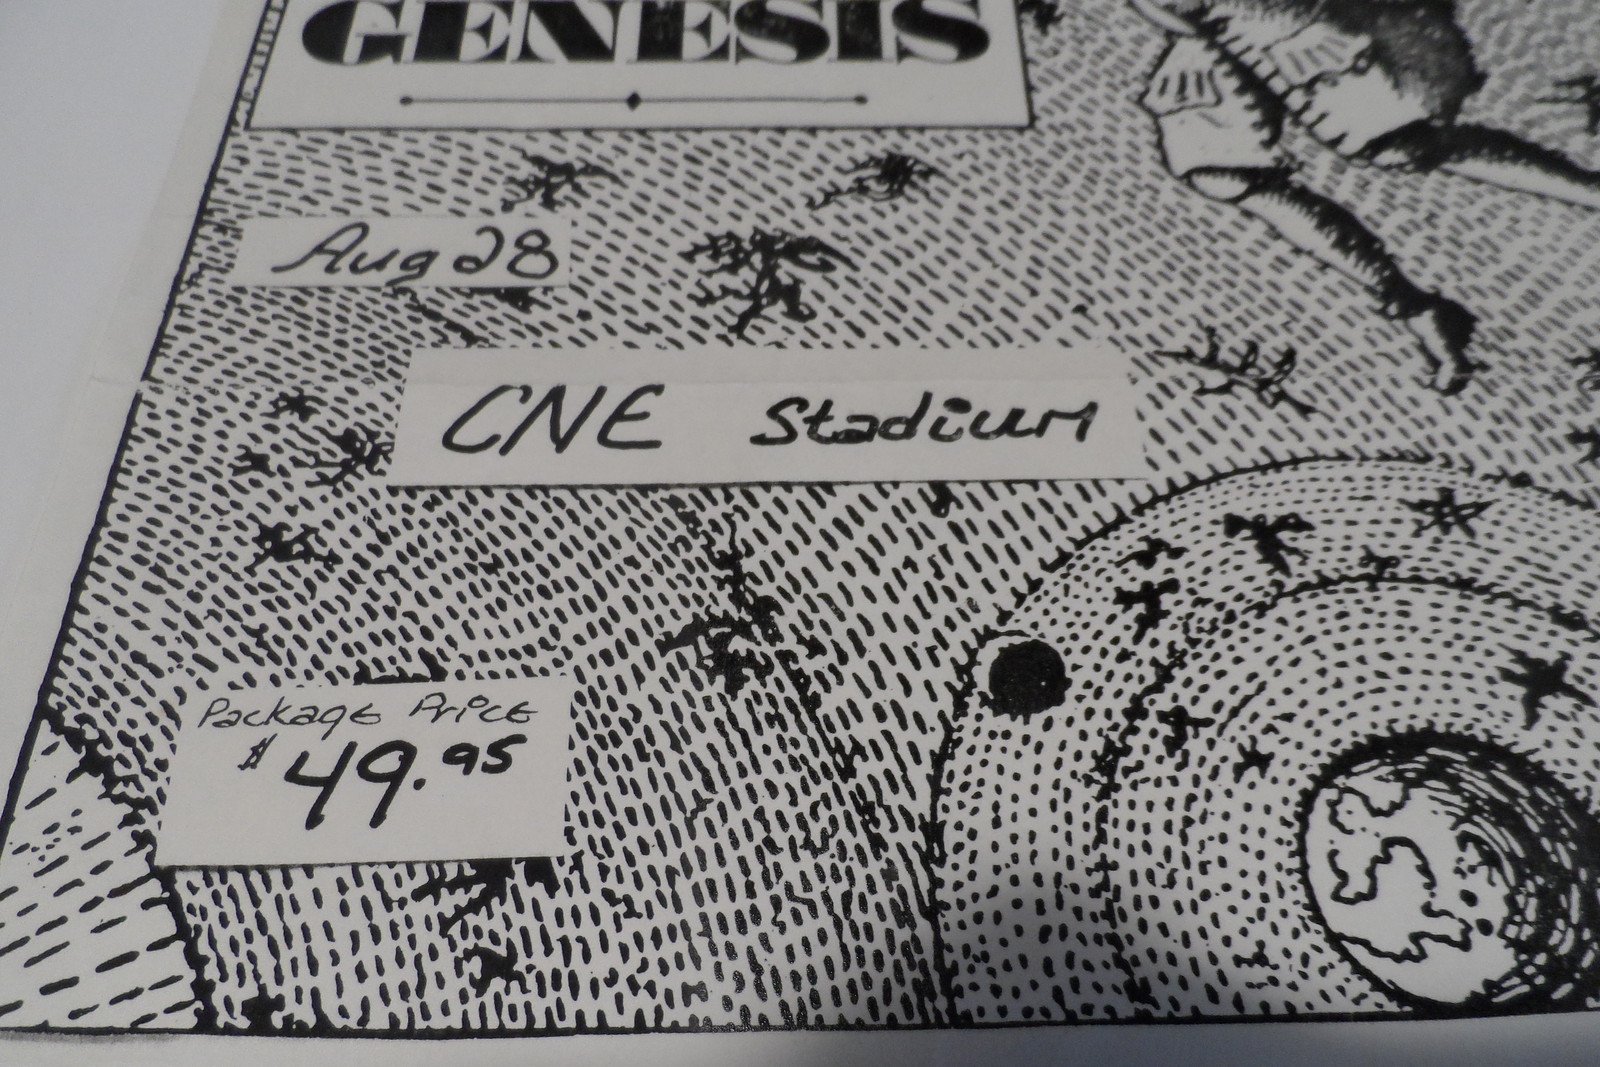 GENESIS
Aug 28
CNE Stadium
Package Price
$49.95